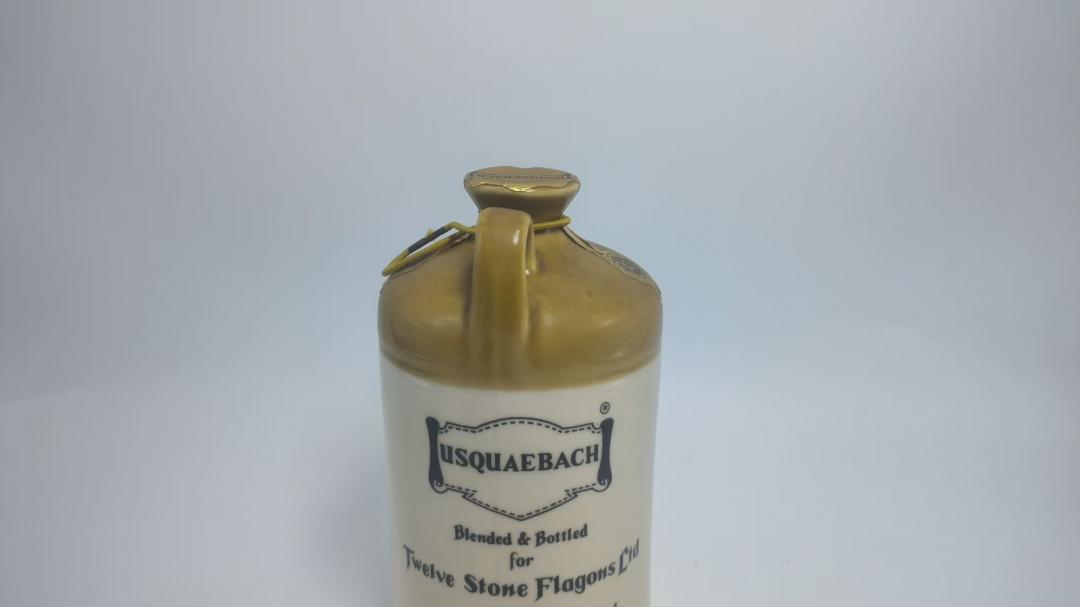 ®
USQUAEBACH
Blended & Bottled
for
Twelve Stone Flagons Ltd